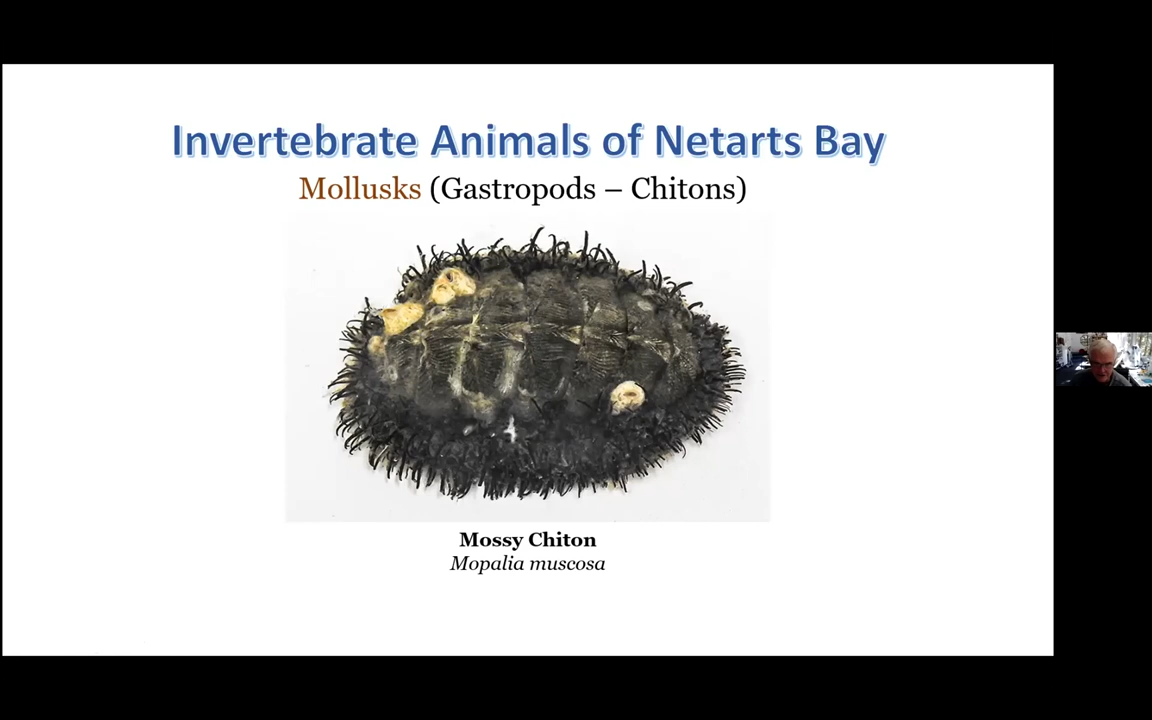 Invertebrate Animals of Netarts Bay
Mollusks (Gastropods – Chitons)
Mossy Chiton
Mopalia muscosa